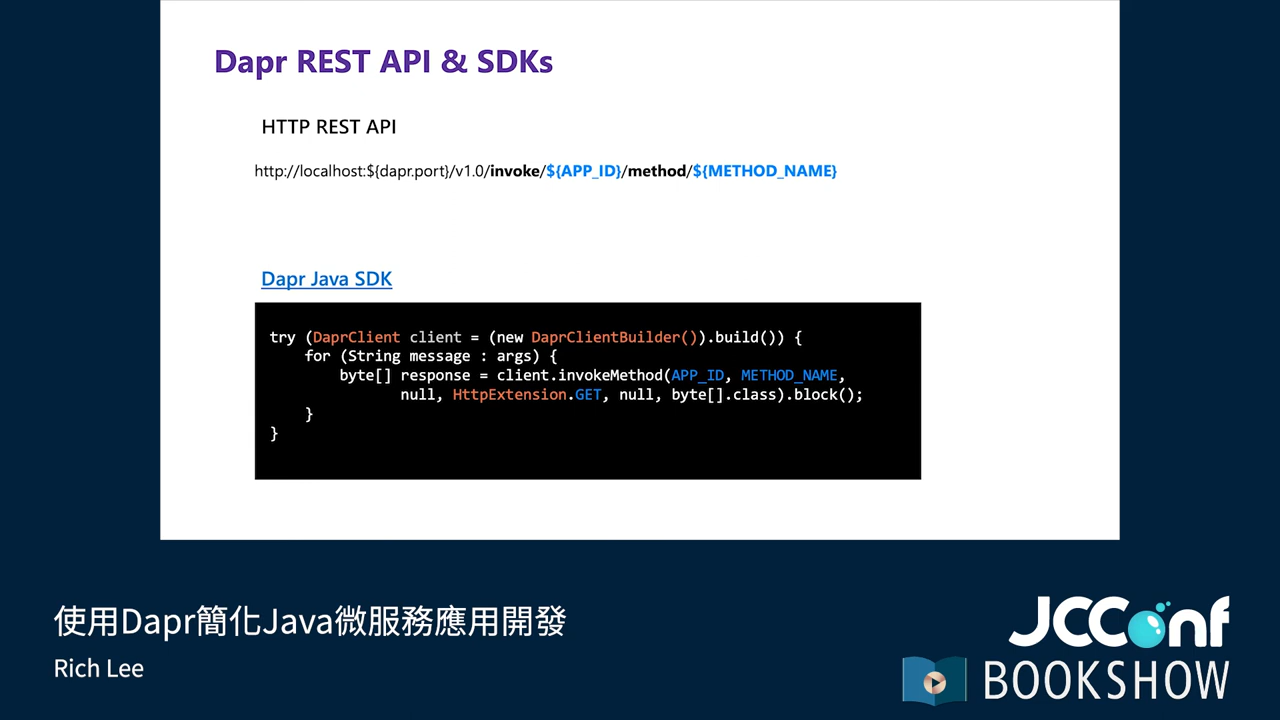 Dapr REST API & SDKs
HTTP REST API
http://localhost:${dapr.port}/v1.0/invoke/${APP_ID}/method/${METHOD_NAME}
Dapr Java SDK
try (DaprClient client = (new DaprClientBuilder()).build()) {
    for (String message : args) {
        byte[] response = client.invokeMethod(APP_ID, METHOD_NAME,
               null, HttpExtension.GET, null, byte[].class).block();
    }
}
使用Dapr簡化Java微服務應用開發
Rich Lee
JCConf
BOOKSHOW